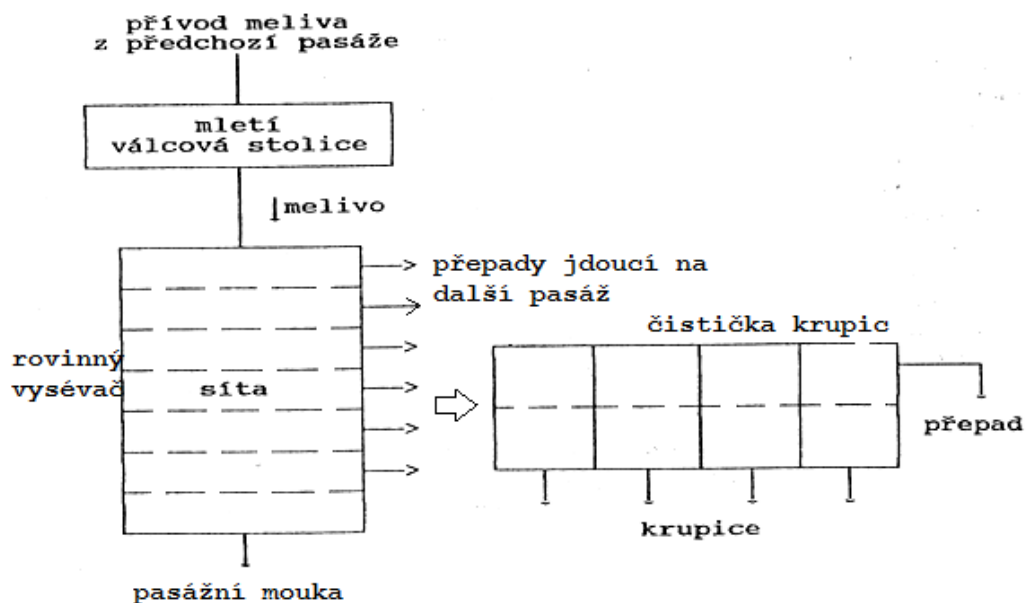 přívod meliva
z předchozí pasáže
mletí
válcová stolice
melivo
přepady jdoucí na
další pasáž
čistička krupic
rovinný
vysévač
síta
přepad
krupice
pasážní mouka